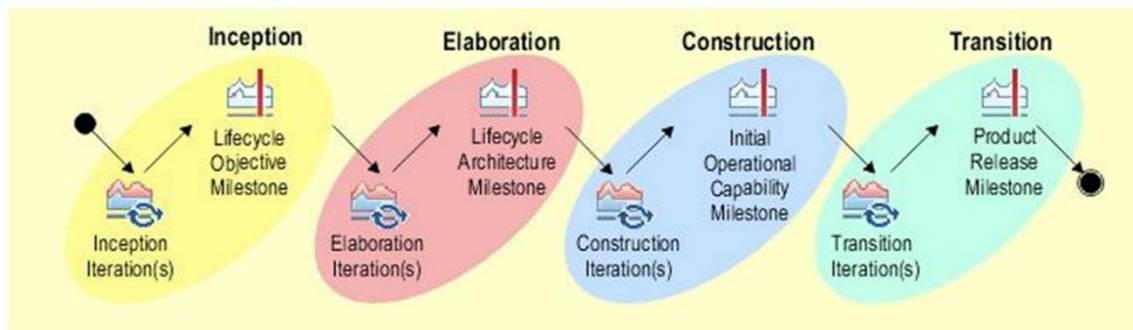 Inception
Elaboration
Construction
Transition
Lifecycle
Objective
Milestone
Inception
Iteration(s)
Lifecycle
Architecture
Milestone
Elaboration
Iteration(s)
Initial
Operational
Capability
Milestone
Construction
Iteration(s)
Product
Release
Milestone
Transition
Iteration(s)